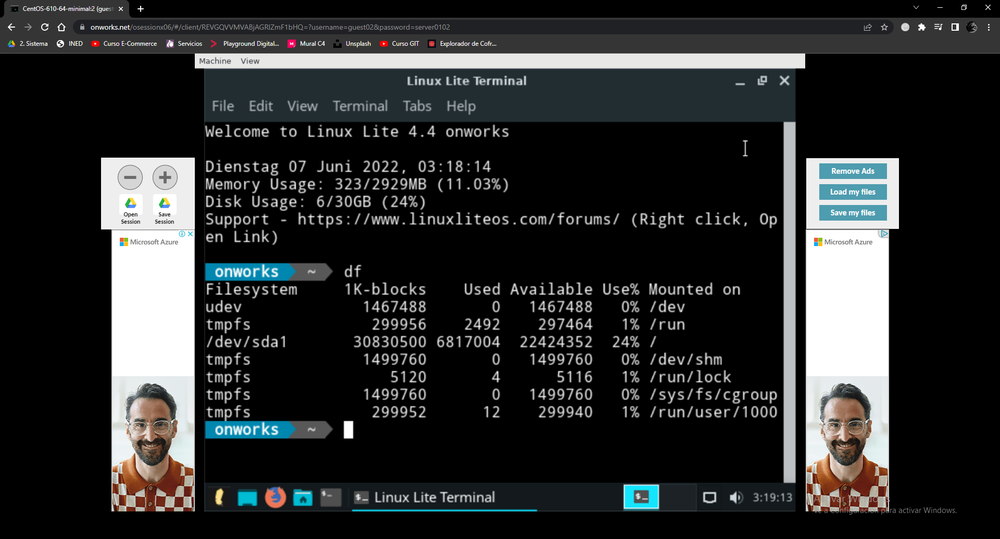 CentOS-610-64-minimal:2 (guest
onworks.net/osessionx06/#/client/REVGQVVMVABjAGRlZmF1bHQ=?username=guest02&password=server0102
2. Sistema INED Curso E-Commerce Servicios Playground Digital... Mural C4 Unsplash Curso GIT Explorador de Cofr...
Machine View
Linux Lite Terminal
File Edit View Terminal Tabs Help
Welcome to Linux Lite 4.4 onworks
Dienstag 07 Juni 2022, 03:18:14
Memory Usage: 323/2929MB (11.03%)
Disk Usage: 6/30GB (24%)
Support - https://www.linuxliteos.com/forums/ (Right click, Op
en Link)
onworks ~ df
Filesystem 1K-blocks Used Available Use% Mounted on
udev 1467488 0 1467488 0% /dev
tmpfs 299956 2492 297464 1% /run
/dev/sda1 30830500 6817004 22424352 24% /
tmpfs 1499760 0 1499760 0% /dev/shm
tmpfs 5120 4 5116 1% /run/lock
tmpfs 1499760 0 1499760 0% /sys/fs/cgroup
tmpfs 299952 12 299940 1% /run/user/1000
onworks ~
$_ Linux Lite Terminal $_ 3:19:13
Open Session
Save Session
Microsoft Azure
Remove Ads
Load my files
Save my files
Microsoft Azure
Activar Windows
Ve a Configuración para activar Windows.